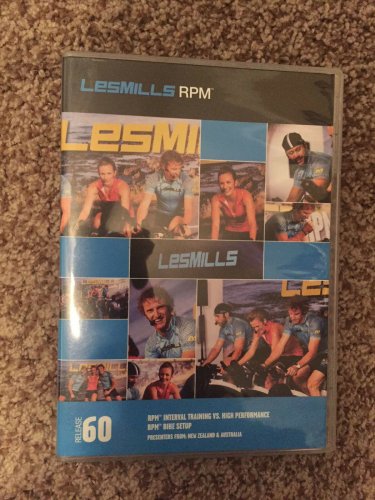 LESMILLS RPM™
LESMILLS
LESMILLS
RELEASE 60
RPM™ INTERVAL TRAINING VS. HIGH PERFORMANCE
RPM™ BIKE SETUP
PRESENTERS FROM: NEW ZEALAND & AUSTRALIA